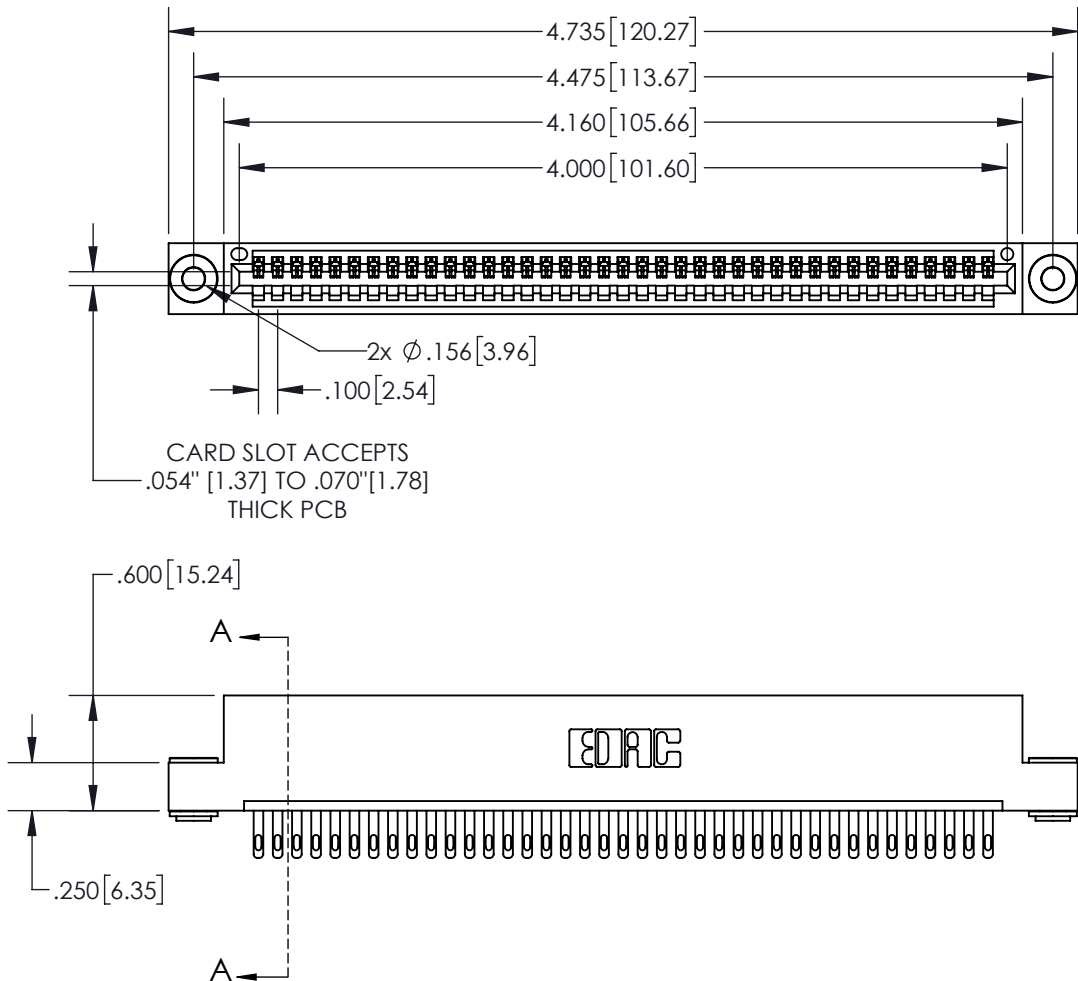 4.735[120.27]
4.475[113.67]
4.160[105.66]
4.000[101.60]
2x Ø.156[3.96]
.100[2.54]
CARD SLOT ACCEPTS
.054" [1.37] TO .070"[1.78]
THICK PCB
.600[15.24]
A
EDAC
.250[6.35]
A